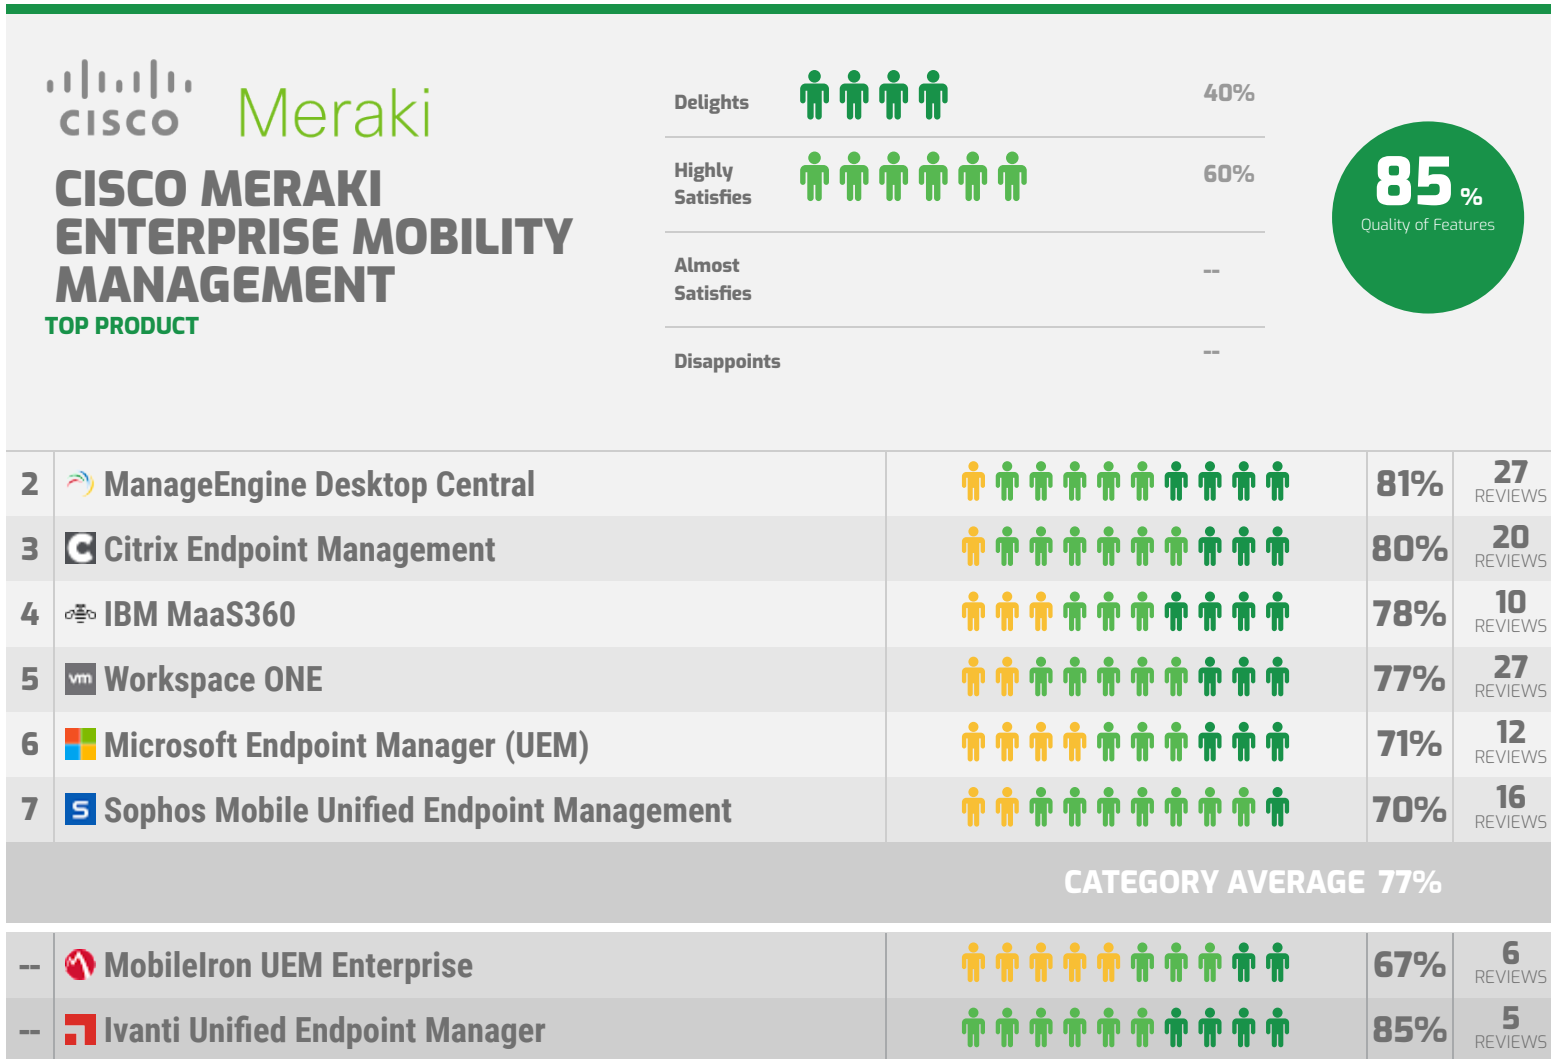 CISCO
Meraki
CISCO MERAKI
ENTERPRISE MOBILITY
MANAGEMENT
TOP PRODUCT
Delights 40%
Highly
Satisfies 60%
Almost
Satisfies --
Disappoints --
85 %
Quality of Features
2 ManageEngine Desktop Central 81% 27
REVIEWS
3 C Citrix Endpoint Management 80% 20
REVIEWS
4 IBM MaaS360 78% 10
REVIEWS
5 vm Workspace ONE 77% 27
REVIEWS
6 Microsoft Endpoint Manager (UEM) 71% 12
REVIEWS
7 S Sophos Mobile Unified Endpoint Management 70% 16
REVIEWS
CATEGORY AVERAGE 77%
-- MobileIron UEM Enterprise 67% 6
REVIEWS
-- Ivanti Unified Endpoint Manager 85% 5
REVIEWS